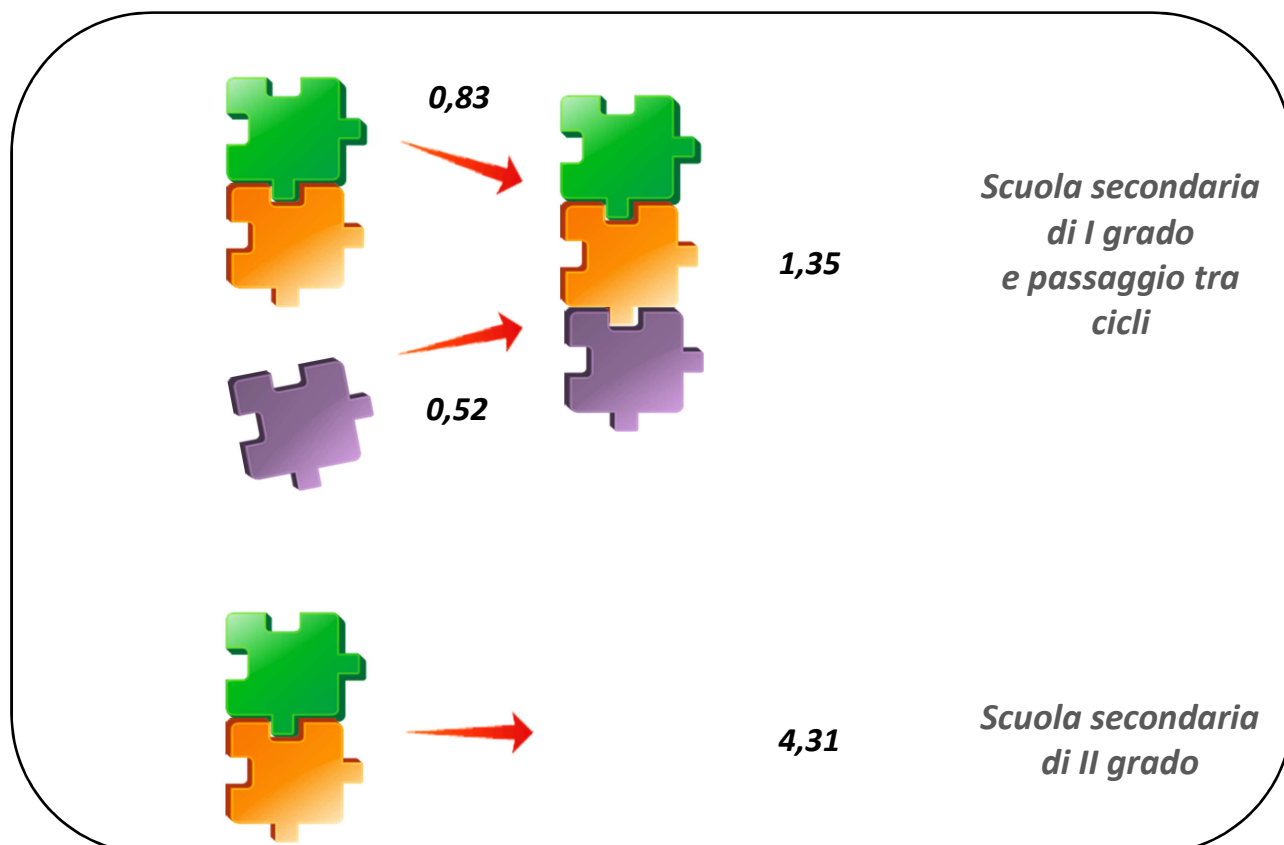 0,83
Scuola secondaria
di I grado
e passaggio tra
cicli
1,35
0,52
Scuola secondaria
di II grado
4,31